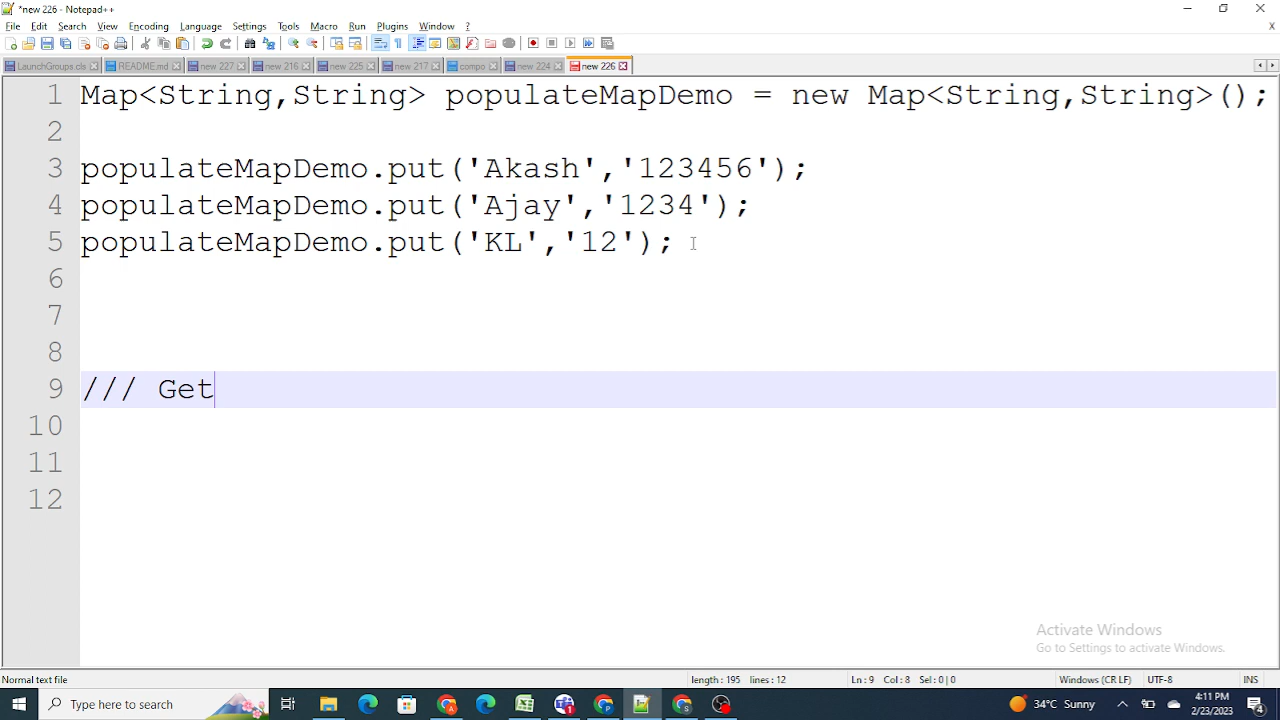 *new 226 - Notepad++
File Edit Search View Encoding Language Settings Tools Macro Run Plugins Window ?
LaunchGroups.cls README.md new 227 new 216 new 225 new 217 compo new 224 new 226
1 Map<String,String> populateMapDemo = new Map<String,String>();
2
3 populateMapDemo.put('Akash','123456');
4 populateMapDemo.put('Ajay','1234');
5 populateMapDemo.put('KL','12');
6
7
8
9 /// Get
10
11
12
Activate Windows
Go to Settings to activate Windows.
Normal text file length : 195 lines : 12 Ln : 9 Col : 8 Sel : 0 | 0 Windows (CR LF) UTF-8 INS
Type here to search 34°C Sunny 4:11 PM
2/23/2023 4